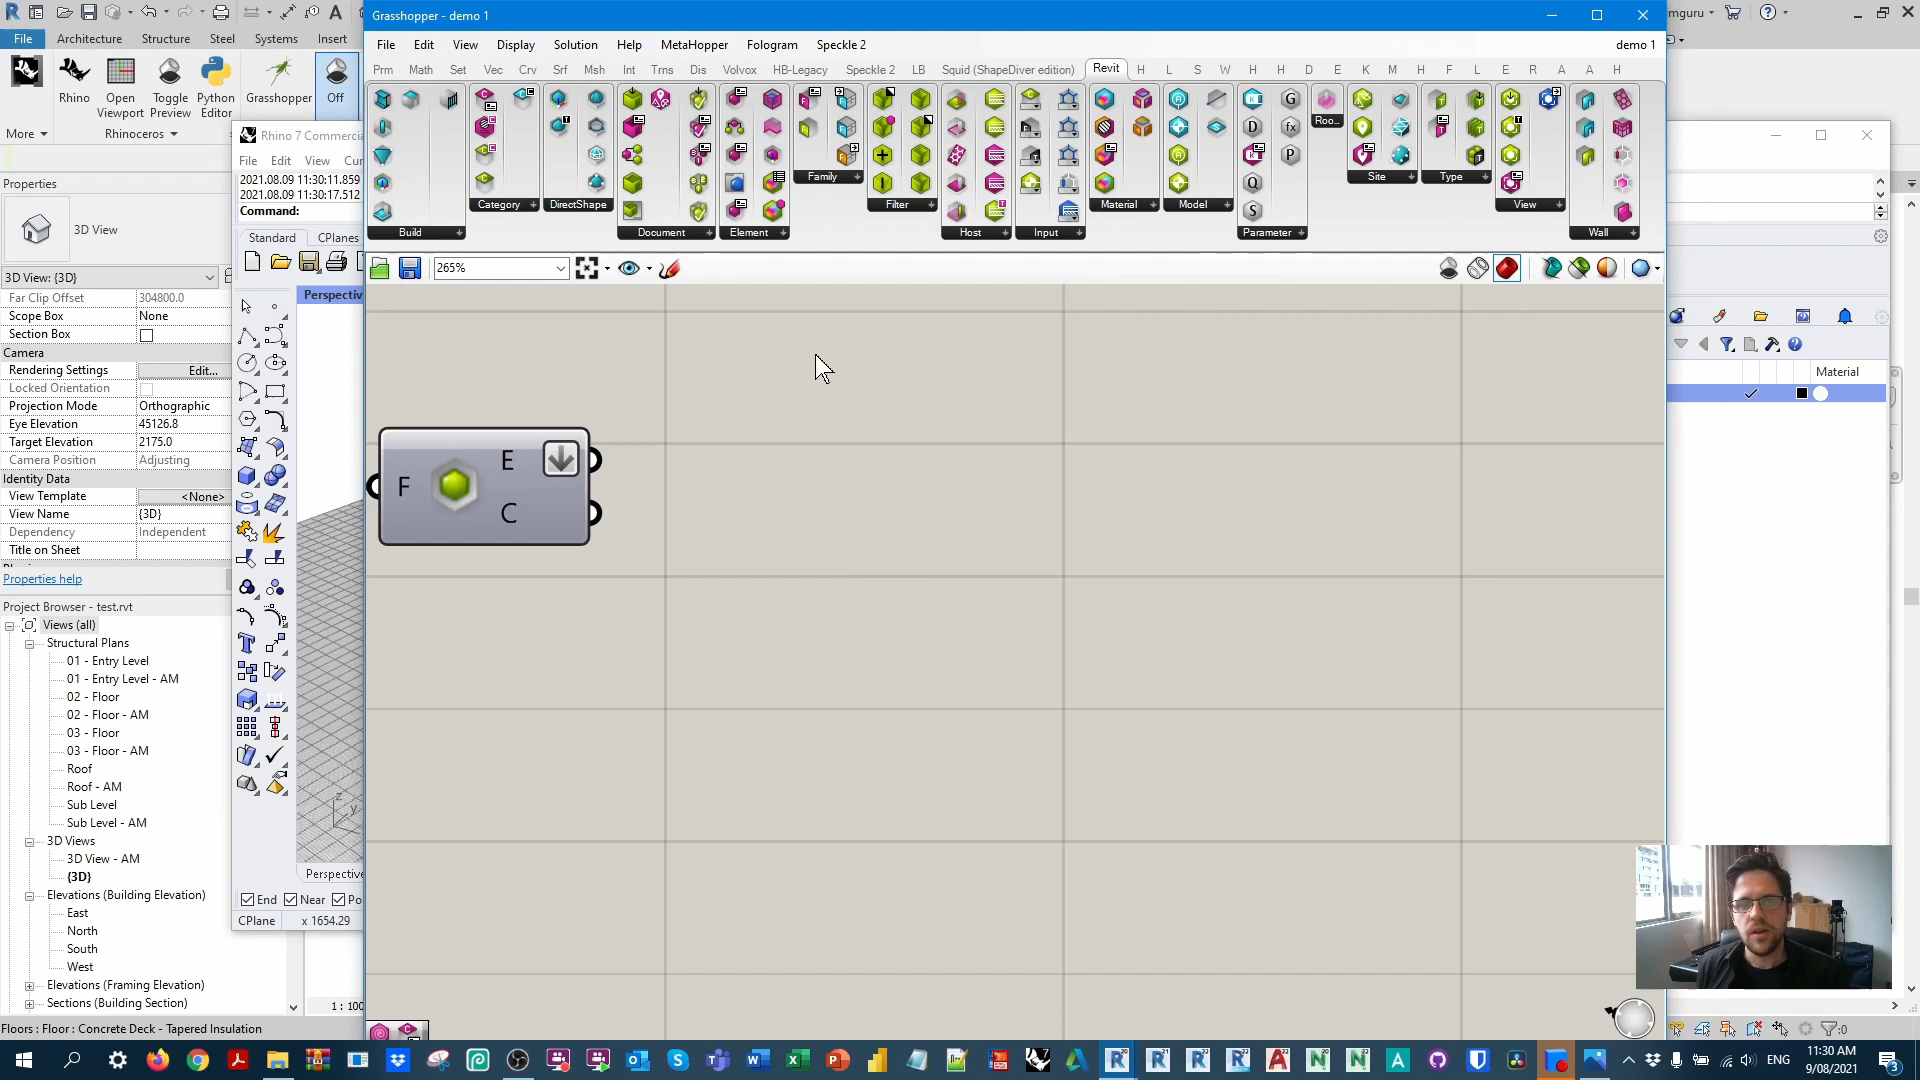 Grasshopper - demo 1
mguru
File Architecture Structure Steel Systems Insert
File Edit View Display Solution Help MetaHopper Fologram Speckle 2 demo 1
Prm Math Set Vec Crv Srf Msh Int Trns Dis Volvox HB-Legacy Speckle 2 LB Squid (ShapeDiver edition) Revit H L S W H H D E K M H F L E R A A H
Rhino Open Viewport Toggle Preview Python Editor Grasshopper Off
More Rhinoceros
Roo...
Build Category DirectShape Document Element Family Filter Host Input Material Model Parameter Site Type View Wall
Rhino 7 Commercia
File Edit View Cur
2021.08.09 11:30:11.859
2021.08.09 11:30:17.512
Command:
Standard CPlanes
265%
Perspectiv
Properties
3D View
3D View: {3D}
Far Clip Offset 304800.0
Scope Box None
Section Box
Camera
Rendering Settings Edit...
Locked Orientation
Projection Mode Orthographic
Eye Elevation 45126.8
Target Elevation 2175.0
Camera Position Adjusting
Identity Data
View Template <None>
View Name {3D}
Dependency Independent
Title on Sheet
Properties help
Project Browser - test.rvt
Views (all)
Structural Plans
01 - Entry Level
01 - Entry Level - AM
02 - Floor
02 - Floor - AM
03 - Floor
03 - Floor - AM
Roof
Roof - AM
Sub Level
Sub Level - AM
3D Views
3D View - AM
{3D}
Elevations (Building Elevation)
East
North
South
West
Elevations (Framing Elevation)
Sections (Building Section)
F E C
z y
Perspective
End Near Po
CPlane x 1654.29
1 : 100
Material
Floors : Floor : Concrete Deck - Tapered Insulation
:0
ENG
11:30 AM
9/08/2021
3